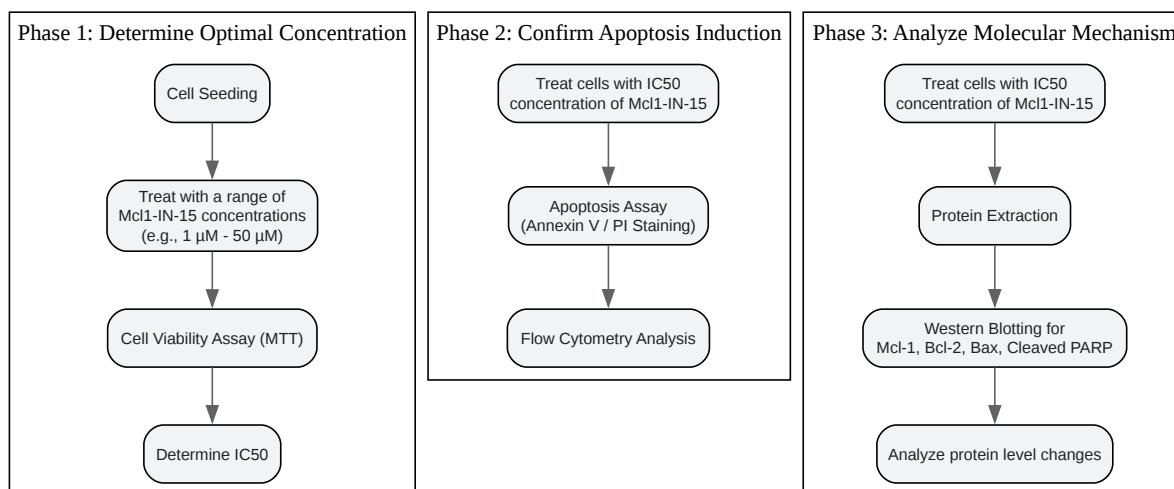 Phase 1: Determine Optimal Concentration
Cell Seeding
Treat with a range of
Mcl1-IN-15 concentrations
(e.g., 1 µM - 50 µM)
Cell Viability Assay (MTT)
Determine IC50
Phase 2: Confirm Apoptosis Induction
Treat cells with IC50
concentration of Mcl1-IN-15
Apoptosis Assay
(Annexin V / PI Staining)
Flow Cytometry Analysis
Phase 3: Analyze Molecular Mechanism
Treat cells with IC50
concentration of Mcl1-IN-15
Protein Extraction
Western Blotting for
Mcl-1, Bcl-2, Bax, Cleaved PARP
Analyze protein level changes